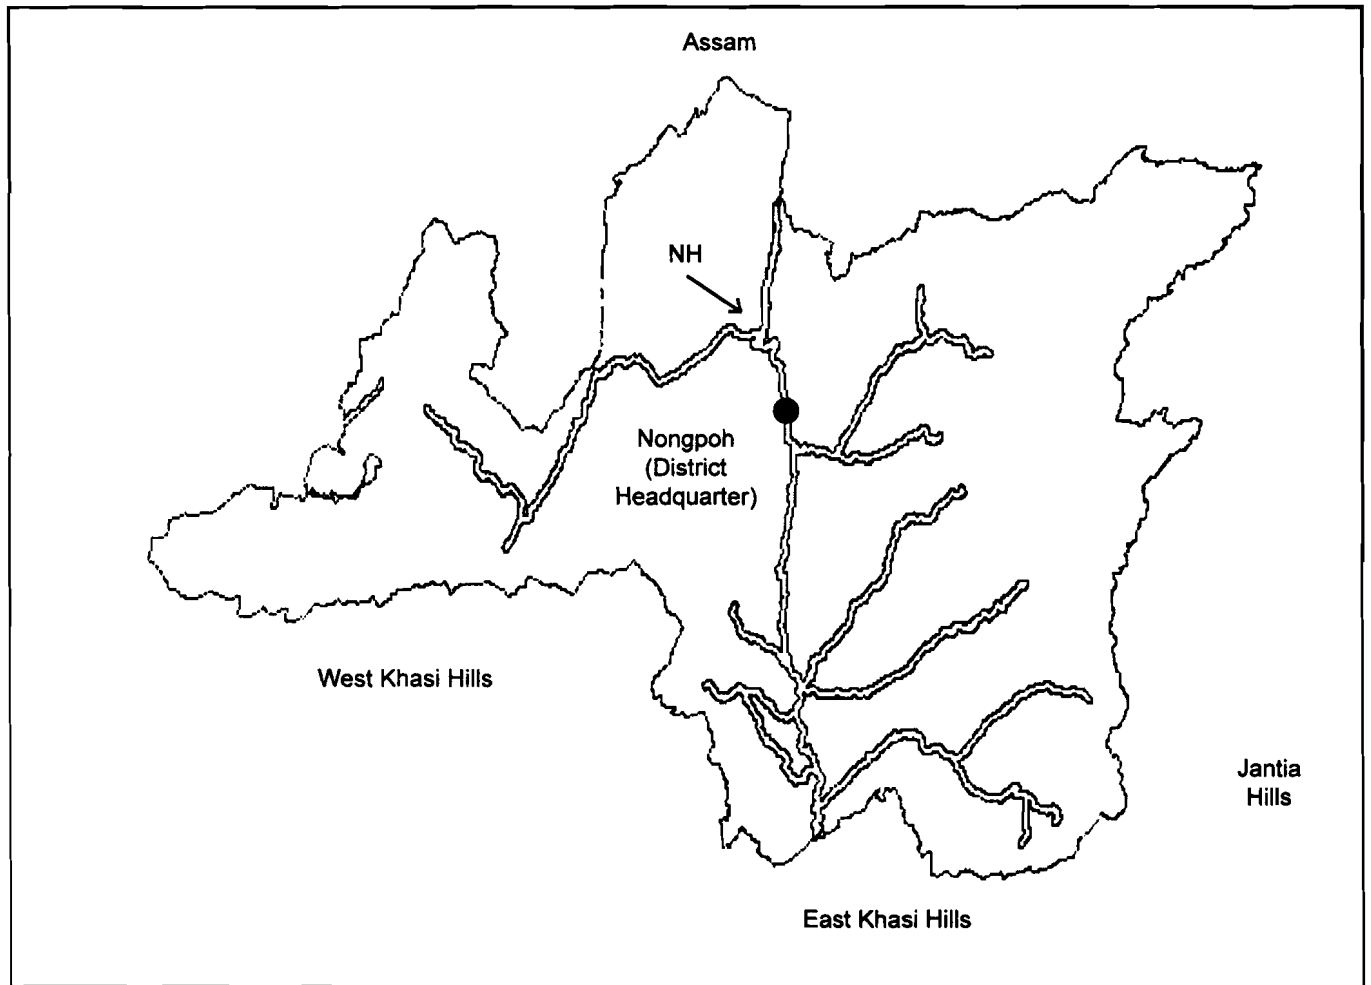 Assam
NH
Nongpoh
(District
Headquarter)
West Khasi Hills
Jantia
Hills
East Khasi Hills